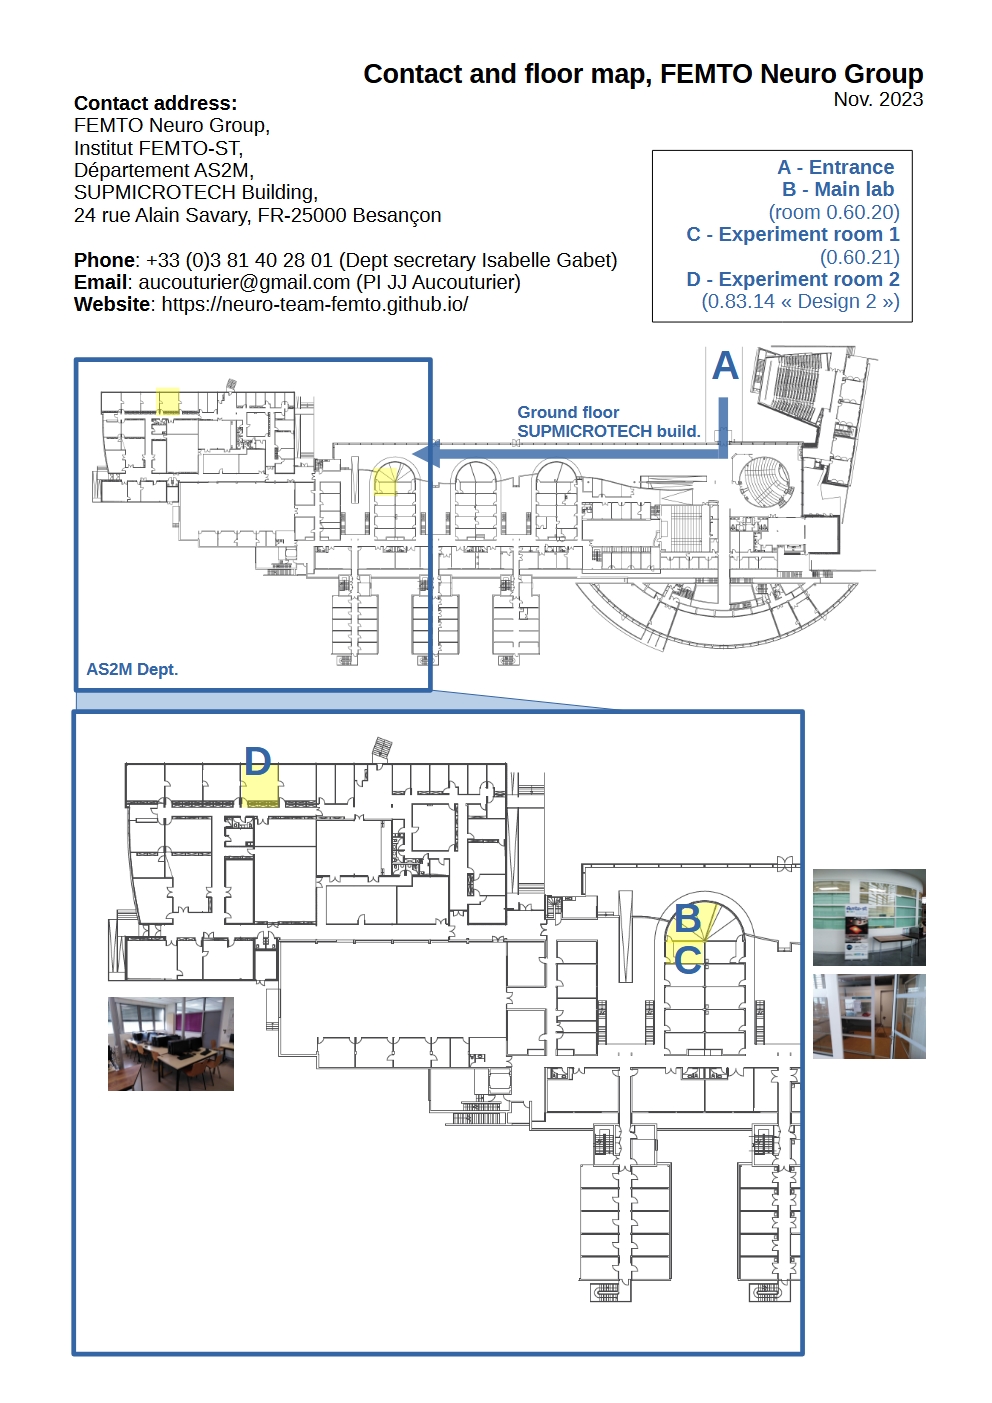 Contact and floor map, FEMTO Neuro Group
Nov. 2023
Contact address:
FEMTO Neuro Group,
Institut FEMTO-ST,
Département AS2M,
SUPMICROTECH Building,
24 rue Alain Savary, FR-25000 Besançon
Phone: +33 (0)3 81 40 28 01 (Dept secretary Isabelle Gabet)
Email: aucouturier@gmail.com (PI JJ Aucouturier)
Website: https://neuro-team-femto.github.io/
A - Entrance
B - Main lab
(room 0.60.20)
C - Experiment room 1
(0.60.21)
D - Experiment room 2
(0.83.14 « Design 2 »)
A
Ground floor
SUPMICROTECH build.
AS2M Dept.
D
B
C